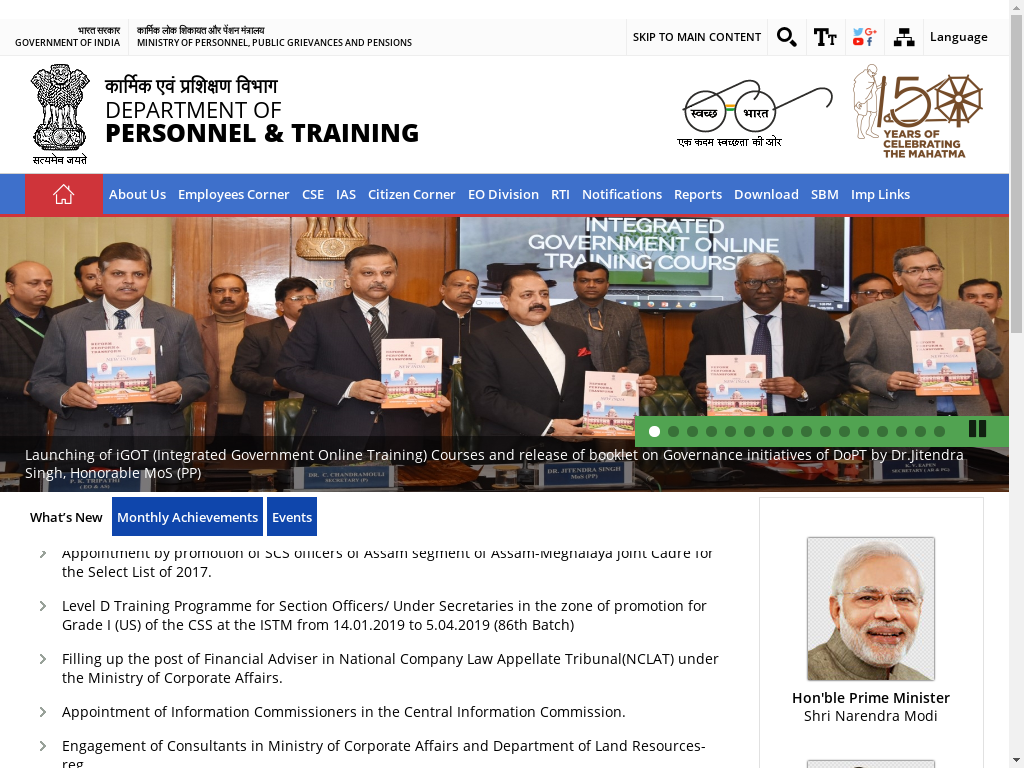 भारत सरकार
GOVERNMENT OF INDIA
कार्मिक लोक शिकायत और पेंशन मंत्रालय
MINISTRY OF PERSONNEL, PUBLIC GRIEVANCES AND PENSIONS
SKIP TO MAIN CONTENT
Language
सत्यमेव जयते
कार्मिक एवं प्रशिक्षण विभाग
DEPARTMENT OF
PERSONNEL & TRAINING
स्वच्छ भारत
एक कदम स्वच्छता की ओर
150
YEARS OF
CELEBRATING
THE MAHATMA
About Us Employees Corner CSE IAS Citizen Corner EO Division RTI Notifications Reports Download SBM Imp Links
INTEGRATED
GOVERNMENT ONLINE
TRAINING COURSE
Launching of iGOT (Integrated Government Online Training) Courses and release of booklet on Governance initiatives of DoPT by Dr.Jitendra
Singh, Honorable MoS (PP)
P. K. TRIPATHI
DR. C. CHANDRAMOULI
SECRETARY (P)
DR. JITENDRA SINGH
MoS (PP)
What's New Monthly Achievements Events
Appointment by promotion of SCS officers of Assam segment of Assam-Meghalaya Joint Cadre for
the Select List of 2017.
Level D Training Programme for Section Officers/ Under Secretaries in the zone of promotion for
Grade I (US) of the CSS at the ISTM from 14.01.2019 to 5.04.2019 (86th Batch)
Filling up the post of Financial Adviser in National Company Law Appellate Tribunal(NCLAT) under
the Ministry of Corporate Affairs.
Appointment of Information Commissioners in the Central Information Commission.
Engagement of Consultants in Ministry of Corporate Affairs and Department of Land Resources-
reg.
Hon'ble Prime Minister
Shri Narendra Modi